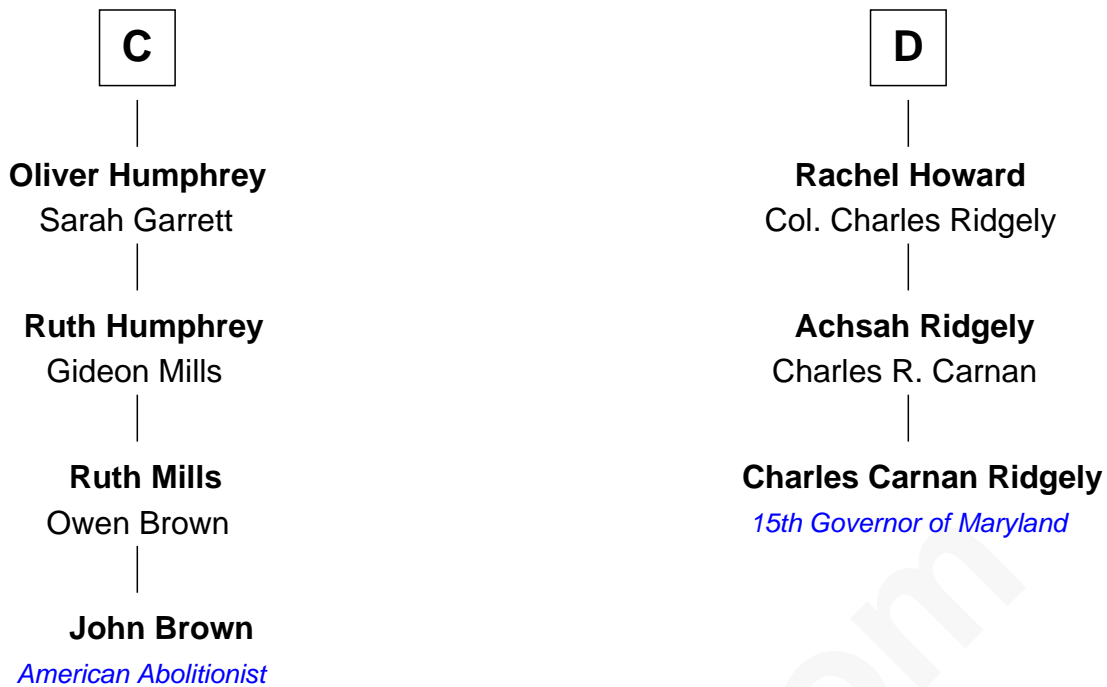 C
Oliver Humphrey
Sarah Garrett
Ruth Humphrey
Gideon Mills
Ruth Mills
Owen Brown
John Brown
American Abolitionist
D
Rachel Howard
Col. Charles Ridgely
Achsah Ridgely
Charles R. Carnan
Charles Carnan Ridgely
15th Governor of Maryland
om